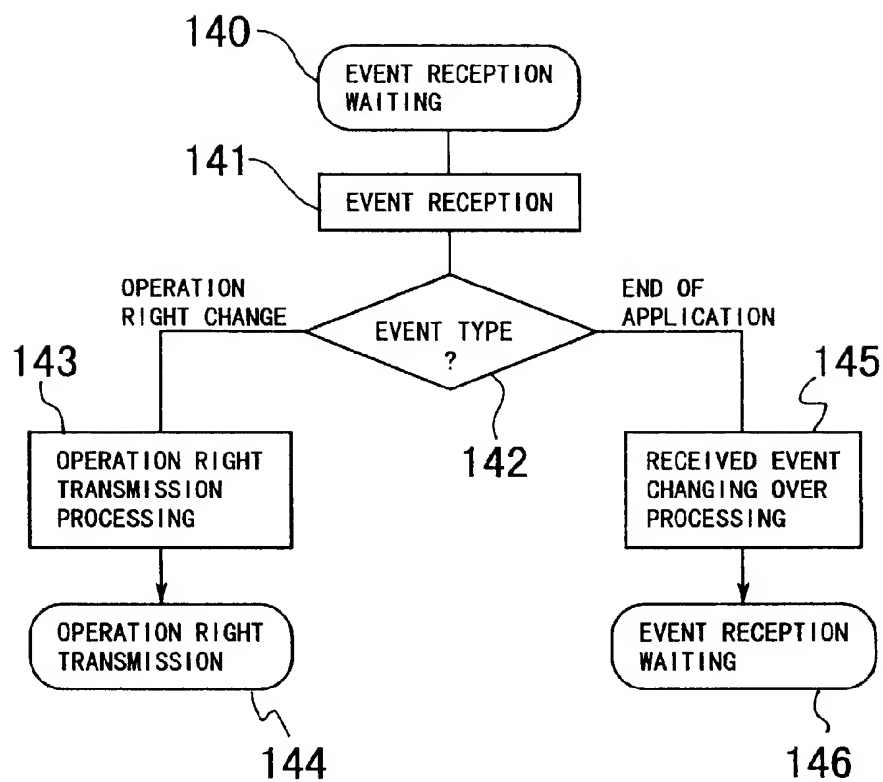 140
EVENT RECEPTION
WAITING
141
EVENT RECEPTION
OPERATION
RIGHT CHANGE
END OF
APPLICATION
EVENT TYPE
?
142
143
OPERATION RIGHT
TRANSMISSION
PROCESSING
145
RECEIVED EVENT
CHANGING OVER
PROCESSING
OPERATION RIGHT
TRANSMISSION
144
EVENT RECEPTION
WAITING
146